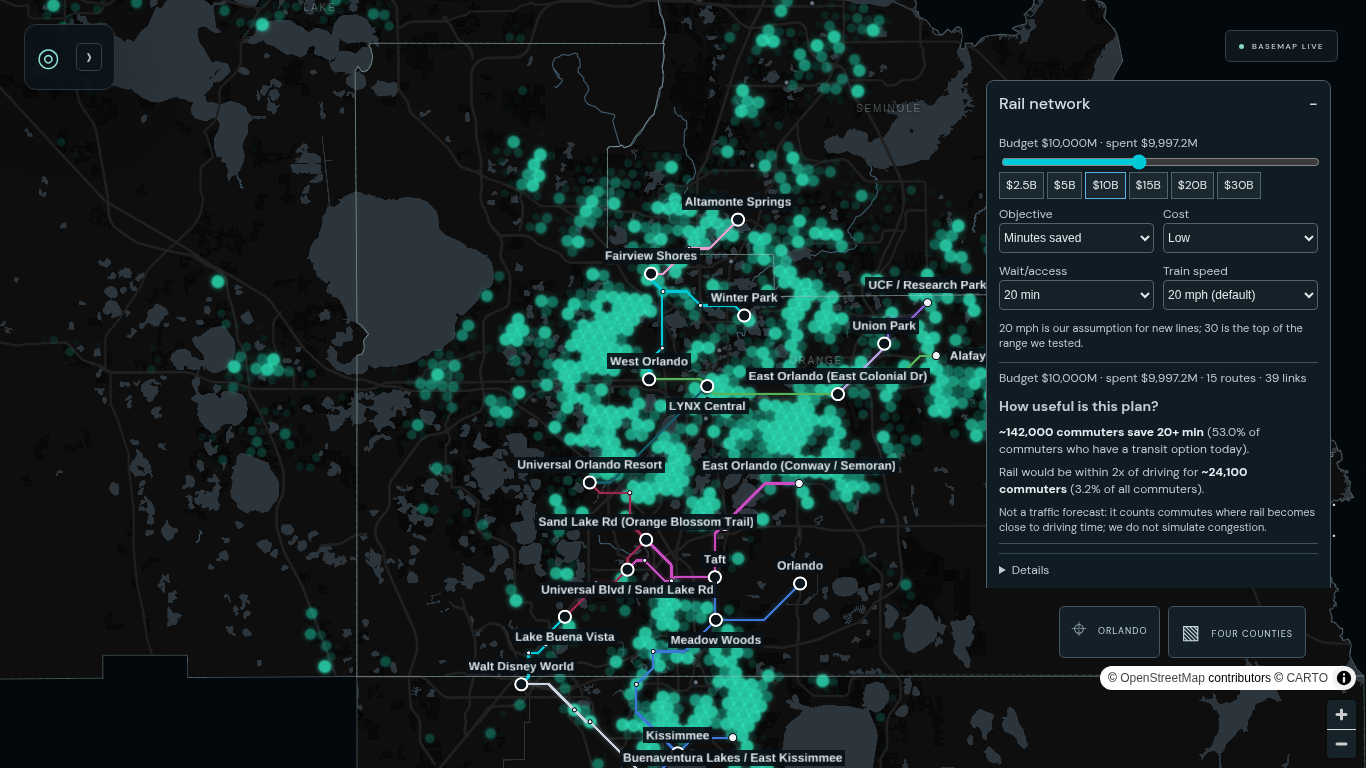 LAKE
BASEMAP LIVE
SEMINOLE
Rail network
Budget $10,000M · spent $9,997.2M
$2.5B
$5B
$10B
$15B
$20B
$30B
Objective
Cost
Minutes saved
Low
Wait/access
Train speed
20 min
20 mph (default)
20 mph is our assumption for new lines; 30 is the top of the
range we tested.
Budget $10,000M · spent $9,997.2M · 15 routes · 39 links
How useful is this plan?
~142,000 commuters save 20+ min (53.0% of
commuters who have a transit option today).
Rail would be within 2x of driving for ~24,100
commuters (3.2% of all commuters).
Not a traffic forecast: it counts commutes where rail becomes
close to driving time; we do not simulate congestion.
Details
Altamonte Springs
Fairview Shores
UCF / Research Park
Winter Park
Union Park
ORANGE
Alafay
West Orlando
East Orlando (East Colonial Dr)
LYNX Central
Universal Orlando Resort
East Orlando (Conway / Semoran)
Sand Lake Rd (Orange Blossom Trail)
Taft
Orlando
Universal Blvd / Sand Lake Rd
Lake Buena Vista
Meadow Woods
Walt Disney World
Kissimmee
Buenaventura Lakes / East Kissimmee
ORLANDO
FOUR COUNTIES
© OpenStreetMap contributors © CARTO